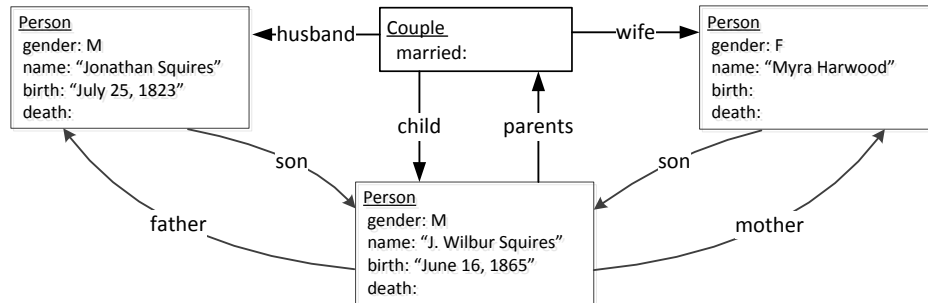 Person
gender: M
name: “Jonathan Squires”
birth: “July 25, 1823”
death:
husband
Couple
married:
wife
Person
gender: F
name: “Myra Harwood”
birth:
death:
child
parents
son
son
father
mother
Person
gender: M
name: “J. Wilbur Squires”
birth: “June 16, 1865”
death: